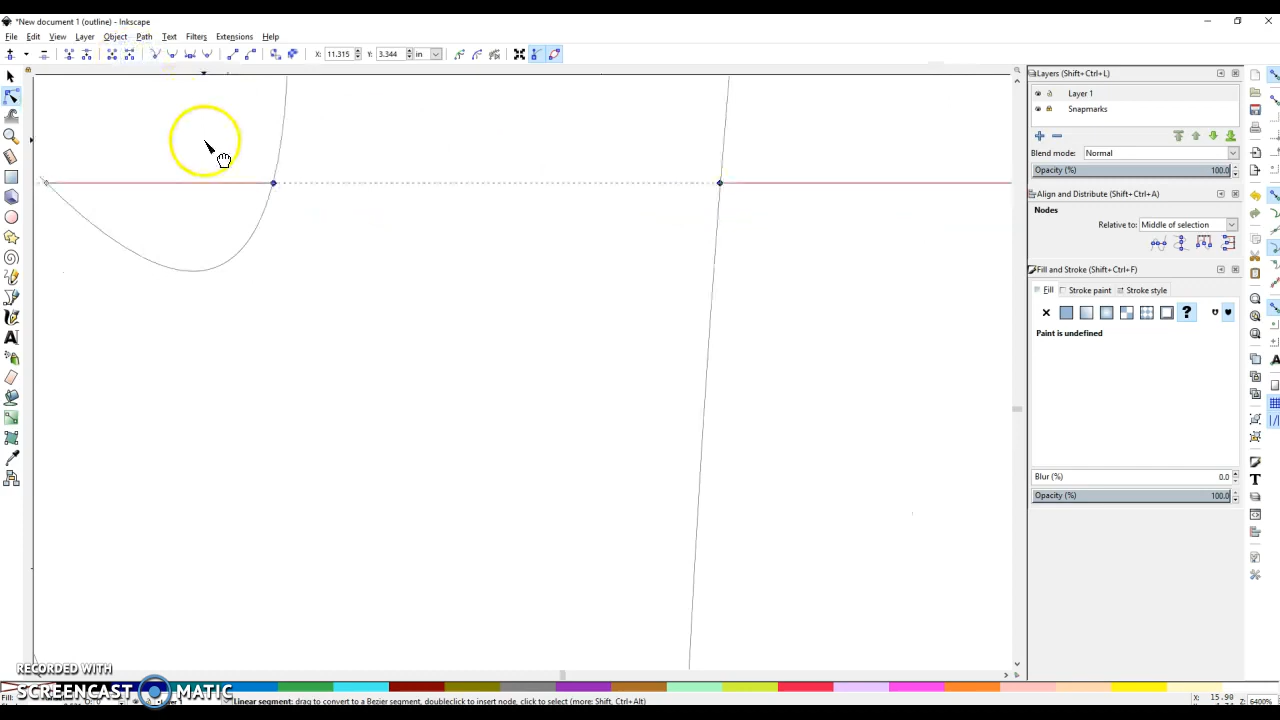 *New document 1 (outline) - Inkscape
File Edit View Layer Object Path Text Filters Extensions Help
X: 11.315 Y: 3.344 in
Layers (Shift+Ctrl+L)
Layer 1
Snapmarks
Blend mode: Normal
Opacity (%) 100.0
Align and Distribute (Shift+Ctrl+A)
Nodes
Relative to: Middle of selection
Fill and Stroke (Shift+Ctrl+F)
Fill Stroke paint Stroke style
Paint is undefined
Blur (%) 0.0
Opacity (%) 100.0
RECORDED WITH
SCREENCAST MATIC
Fill:
Linear segment: drag to convert to a Bezier segment, doubleclick to insert node, click to select (more: Shift, Ctrl+Alt)
X: 15.90
Z: 6400%